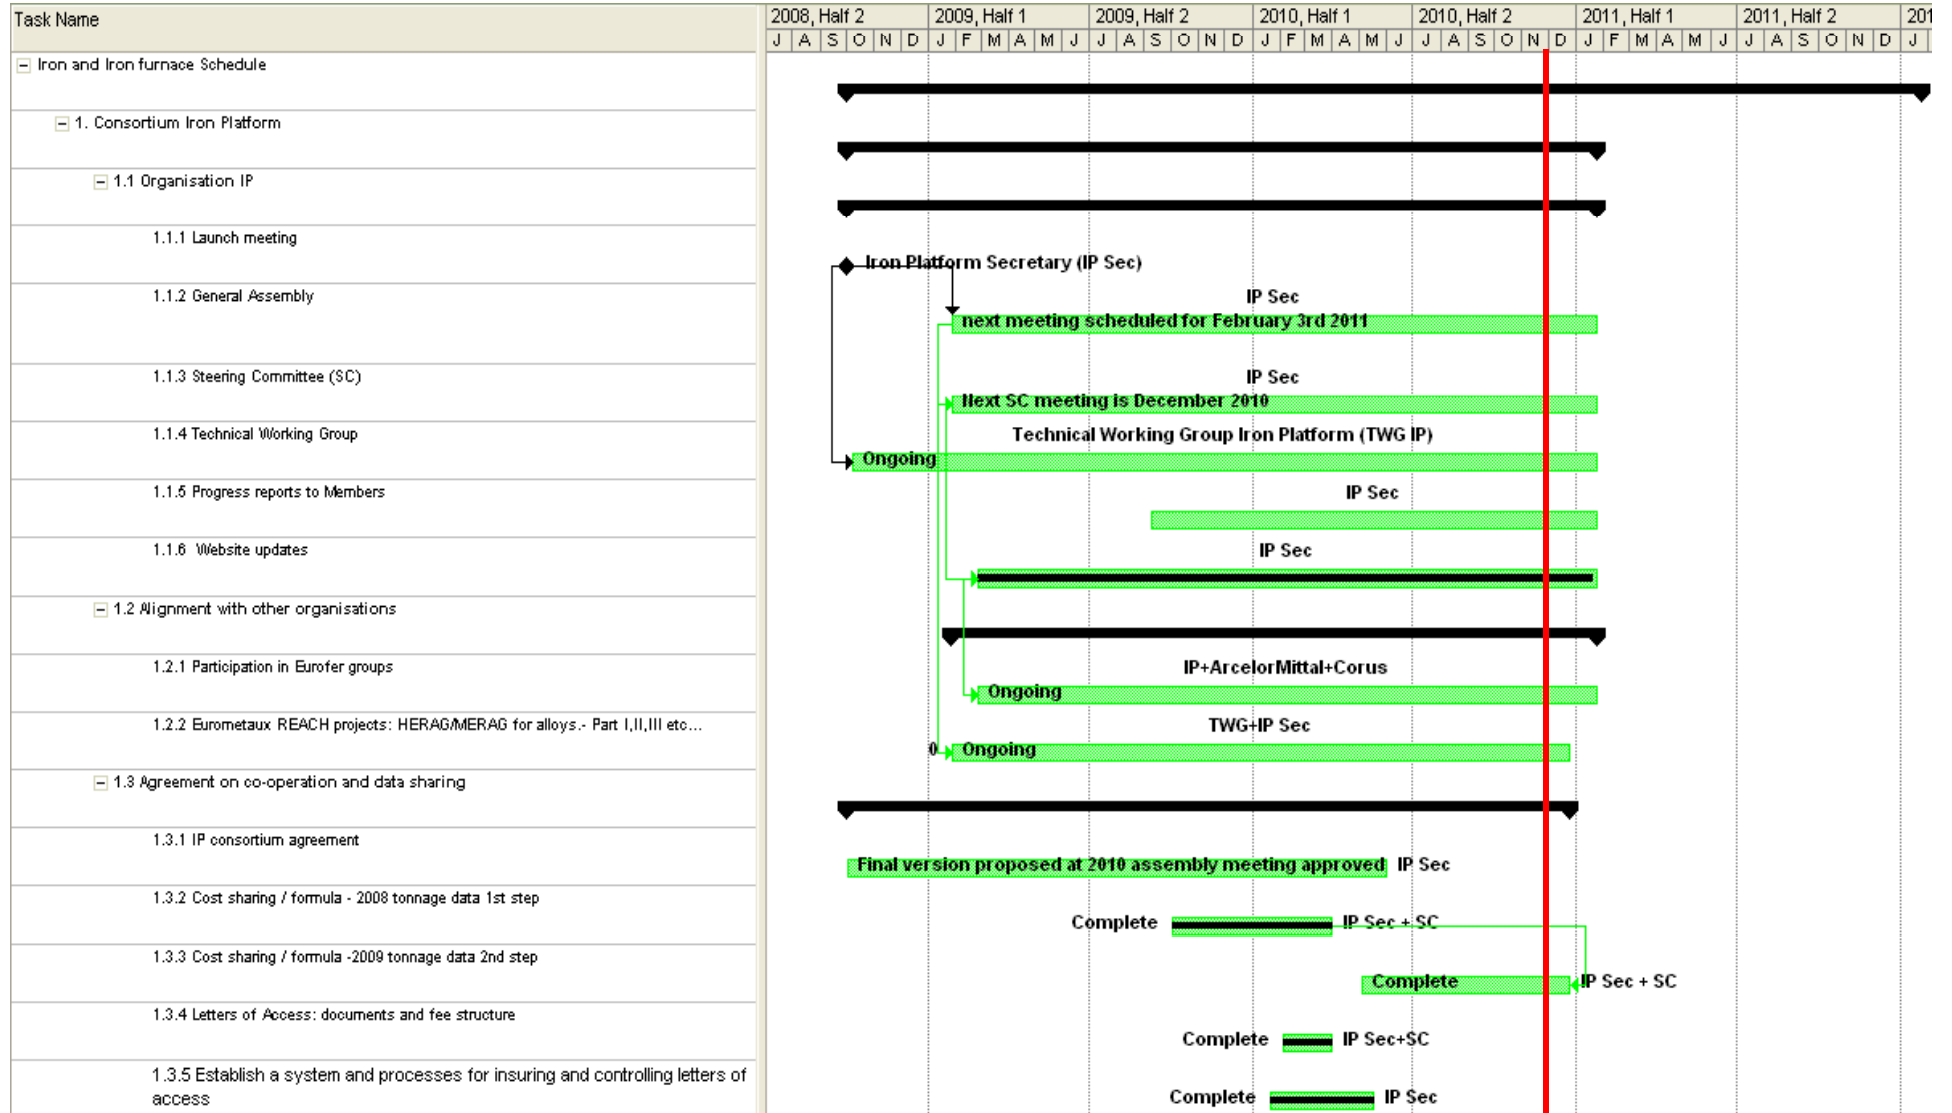 Task Name
2008, Half 2 2009, Half 1 2009, Half 2 2010, Half 1 2010, Half 2 2011, Half 1 2011, Half 2 201
J A S O N D J F M A M J J A S O N D J F M A M J J A S O N D J F M A M J J A S O N D J
Iron and Iron furnace Schedule
1. Consortium Iron Platform
1.1 Organisation IP
1.1.1 Launch meeting
Iron Platform Secretary (IP Sec)
1.1.2 General Assembly
IP Sec
next meeting scheduled for February 3rd 2011
1.1.3 Steering Committee (SC)
IP Sec
Next SC meeting is December 2010
1.1.4 Technical Working Group
Technical Working Group Iron Platform (TWG IP)
Ongoing
1.1.5 Progress reports to Members
IP Sec
1.1.6 Website updates
IP Sec
1.2 Alignment with other organisations
1.2.1 Participation in Eurofer groups
IP+ArcelorMittal+Corus
Ongoing
1.2.2 Eurometaux REACH projects: HERAG/MERAG for alloys.- Part I,II,III etc...
TWG+IP Sec
0 Ongoing
1.3 Agreement on co-operation and data sharing
1.3.1 IP consortium agreement
Final version proposed at 2010 assembly meeting approved IP Sec
1.3.2 Cost sharing / formula - 2008 tonnage data 1st step
Complete IP Sec + SC
1.3.3 Cost sharing / formula -2009 tonnage data 2nd step
Complete IP Sec + SC
1.3.4 Letters of Access: documents and fee structure
Complete IP Sec+SC
1.3.5 Establish a system and processes for insuring and controlling letters of
access
Complete IP Sec